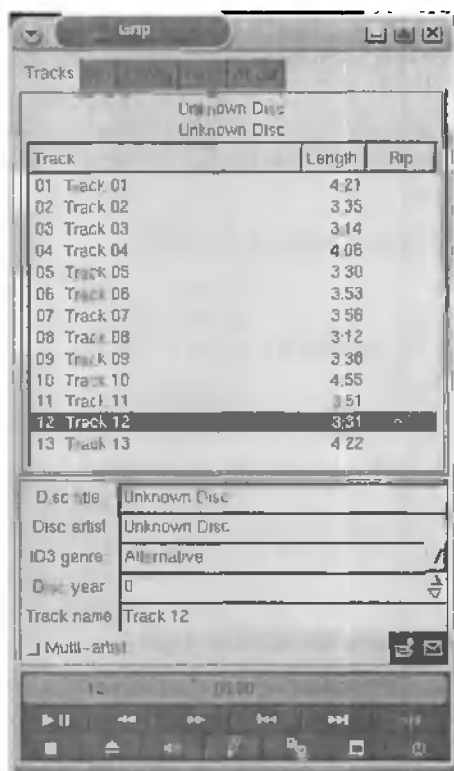 Grip
Tracks
Unknown Disc
Unknown Disc
Track Length Rip
01 Track 01 4:21
02 Track 02 3:35
03 Track 03 3:14
04 Track 04 4:06
05 Track 05 3:30
06 Track 06 3:53
07 Track 07 3:56
08 Track 08 3:12
09 Track 09 3:36
10 Track 10 4:55
11 Track 11 3:51
12 Track 12 3:31
13 Track 13 4:22
Disc title Unknown Disc
Disc artist Unknown Disc
ID3 genre Alternative
Disc year 0
Track name Track 12
Multi-artist
12 00:00